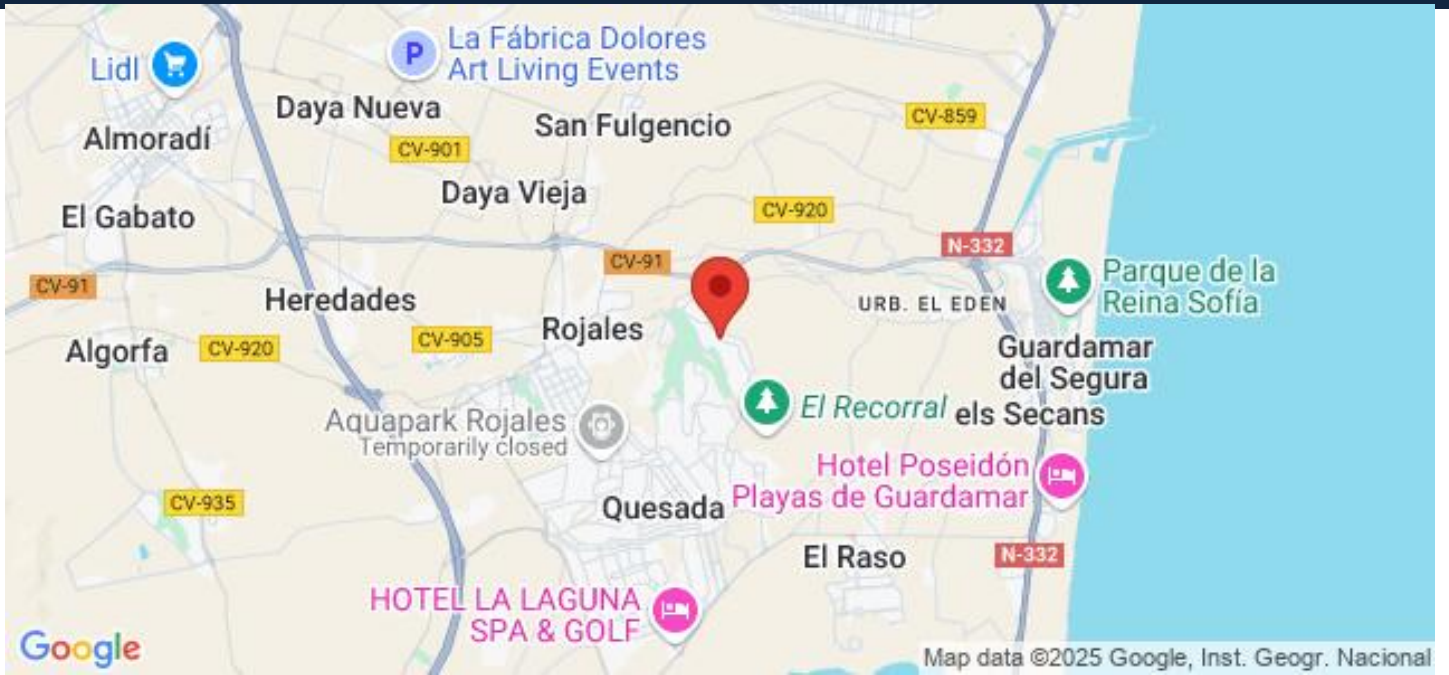 La Fábrica Dolores
Art Living Events
P
Lidl
Daya Nueva
San Fulgencio
CV-859
Almoradí
CV-901
Daya Vieja
El Gabato
CV-920
N-332
CV-91
Parque de la
Reina Sofía
CV-91
Heredades
URB. EL EDEN
Rojales
CV-905
Algorfa
CV-920
Guardamar
del Segura
El Recorral
els Secans
Aquapark Rojales
Temporarily closed
Hotel Poseidón
Playas de Guardamar
CV-935
Quesada
El Raso
N-332
HOTEL LA LAGUNA
SPA & GOLF
Google
Map data ©2025 Google, Inst. Geogr. Nacional